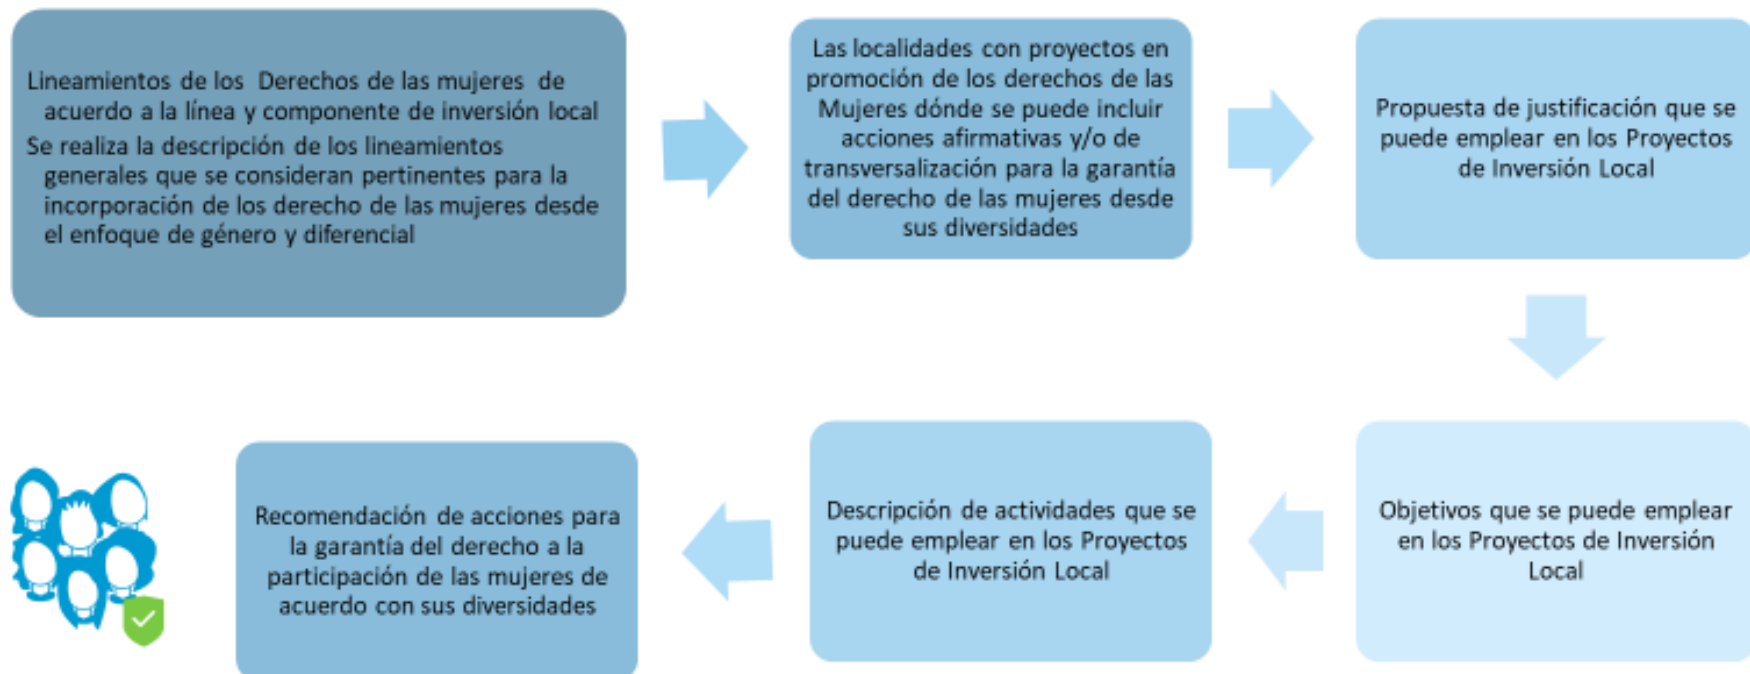 Lineamientos de los Derechos de las mujeres de
acuerdo a la línea y componente de inversión local
Se realiza la descripción de los lineamientos
generales que se consideran pertinentes para la
incorporación de los derecho de las mujeres desde
el enfoque de género y diferencial
Las localidades con proyectos en
promoción de los derechos de las
Mujeres dónde se puede incluir
acciones afirmativas y/o de
transversalización para la garantía
del derecho de las mujeres desde
sus diversidades
Propuesta de justificación que se
puede emplear en los Proyectos
de Inversión Local
Objetivos que se puede emplear
en los Proyectos de Inversión
Local
Descripción de actividades que se
puede emplear en los Proyectos
de Inversión Local
Recomendación de acciones para
la garantía del derecho a la
participación de las mujeres de
acuerdo con sus diversidades